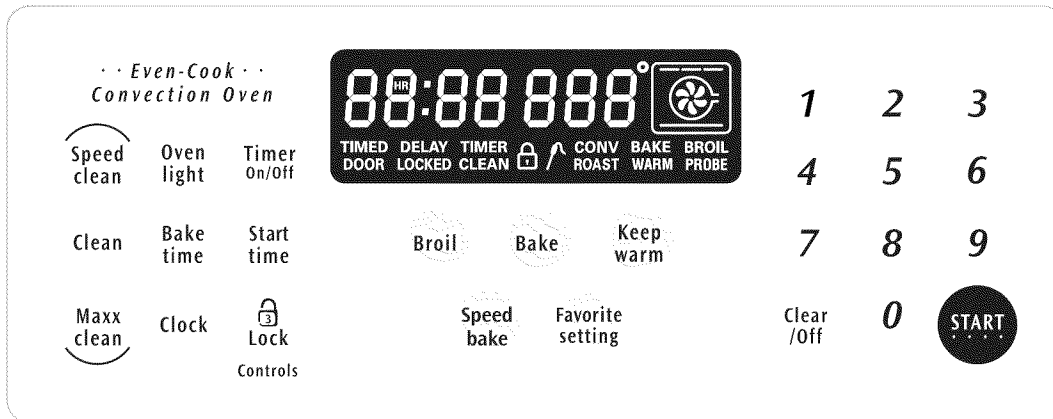 · · Even-Cook · ·
Convection Oven
Speed
clean
Oven
light
Timer
On/Off
Clean
Bake
time
Start
time
Maxx
clean
Clock
3
Lock
Controls
88:88 888°
HR
TIMED DELAY TIMER CONV BAKE BROIL
DOOR LOCKED CLEAN ROAST WARM PROBE
Broil
Bake
Keep
warm
Speed
bake
Favorite
setting
1 2 3
4 5 6
7 8 9
Clear
/Off
0
START